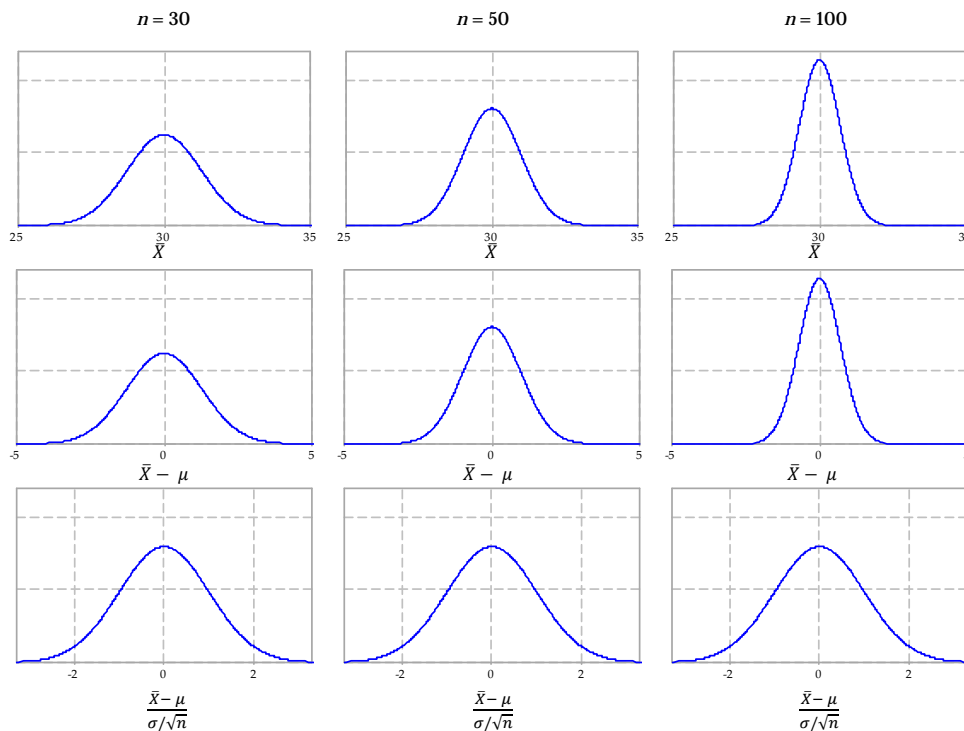 n = 30 n = 50 n = 100
25 30 35 25 30 35 25 30 35
X̄ X̄ X̄
-5 0 5 -5 0 5 -5 0
X̄ − μ X̄ − μ X̄ − μ
-2 0 2 -2 0 2 -2 0 2
X̄ − μ X̄ − μ X̄ − μ
σ/√n σ/√n σ/√n